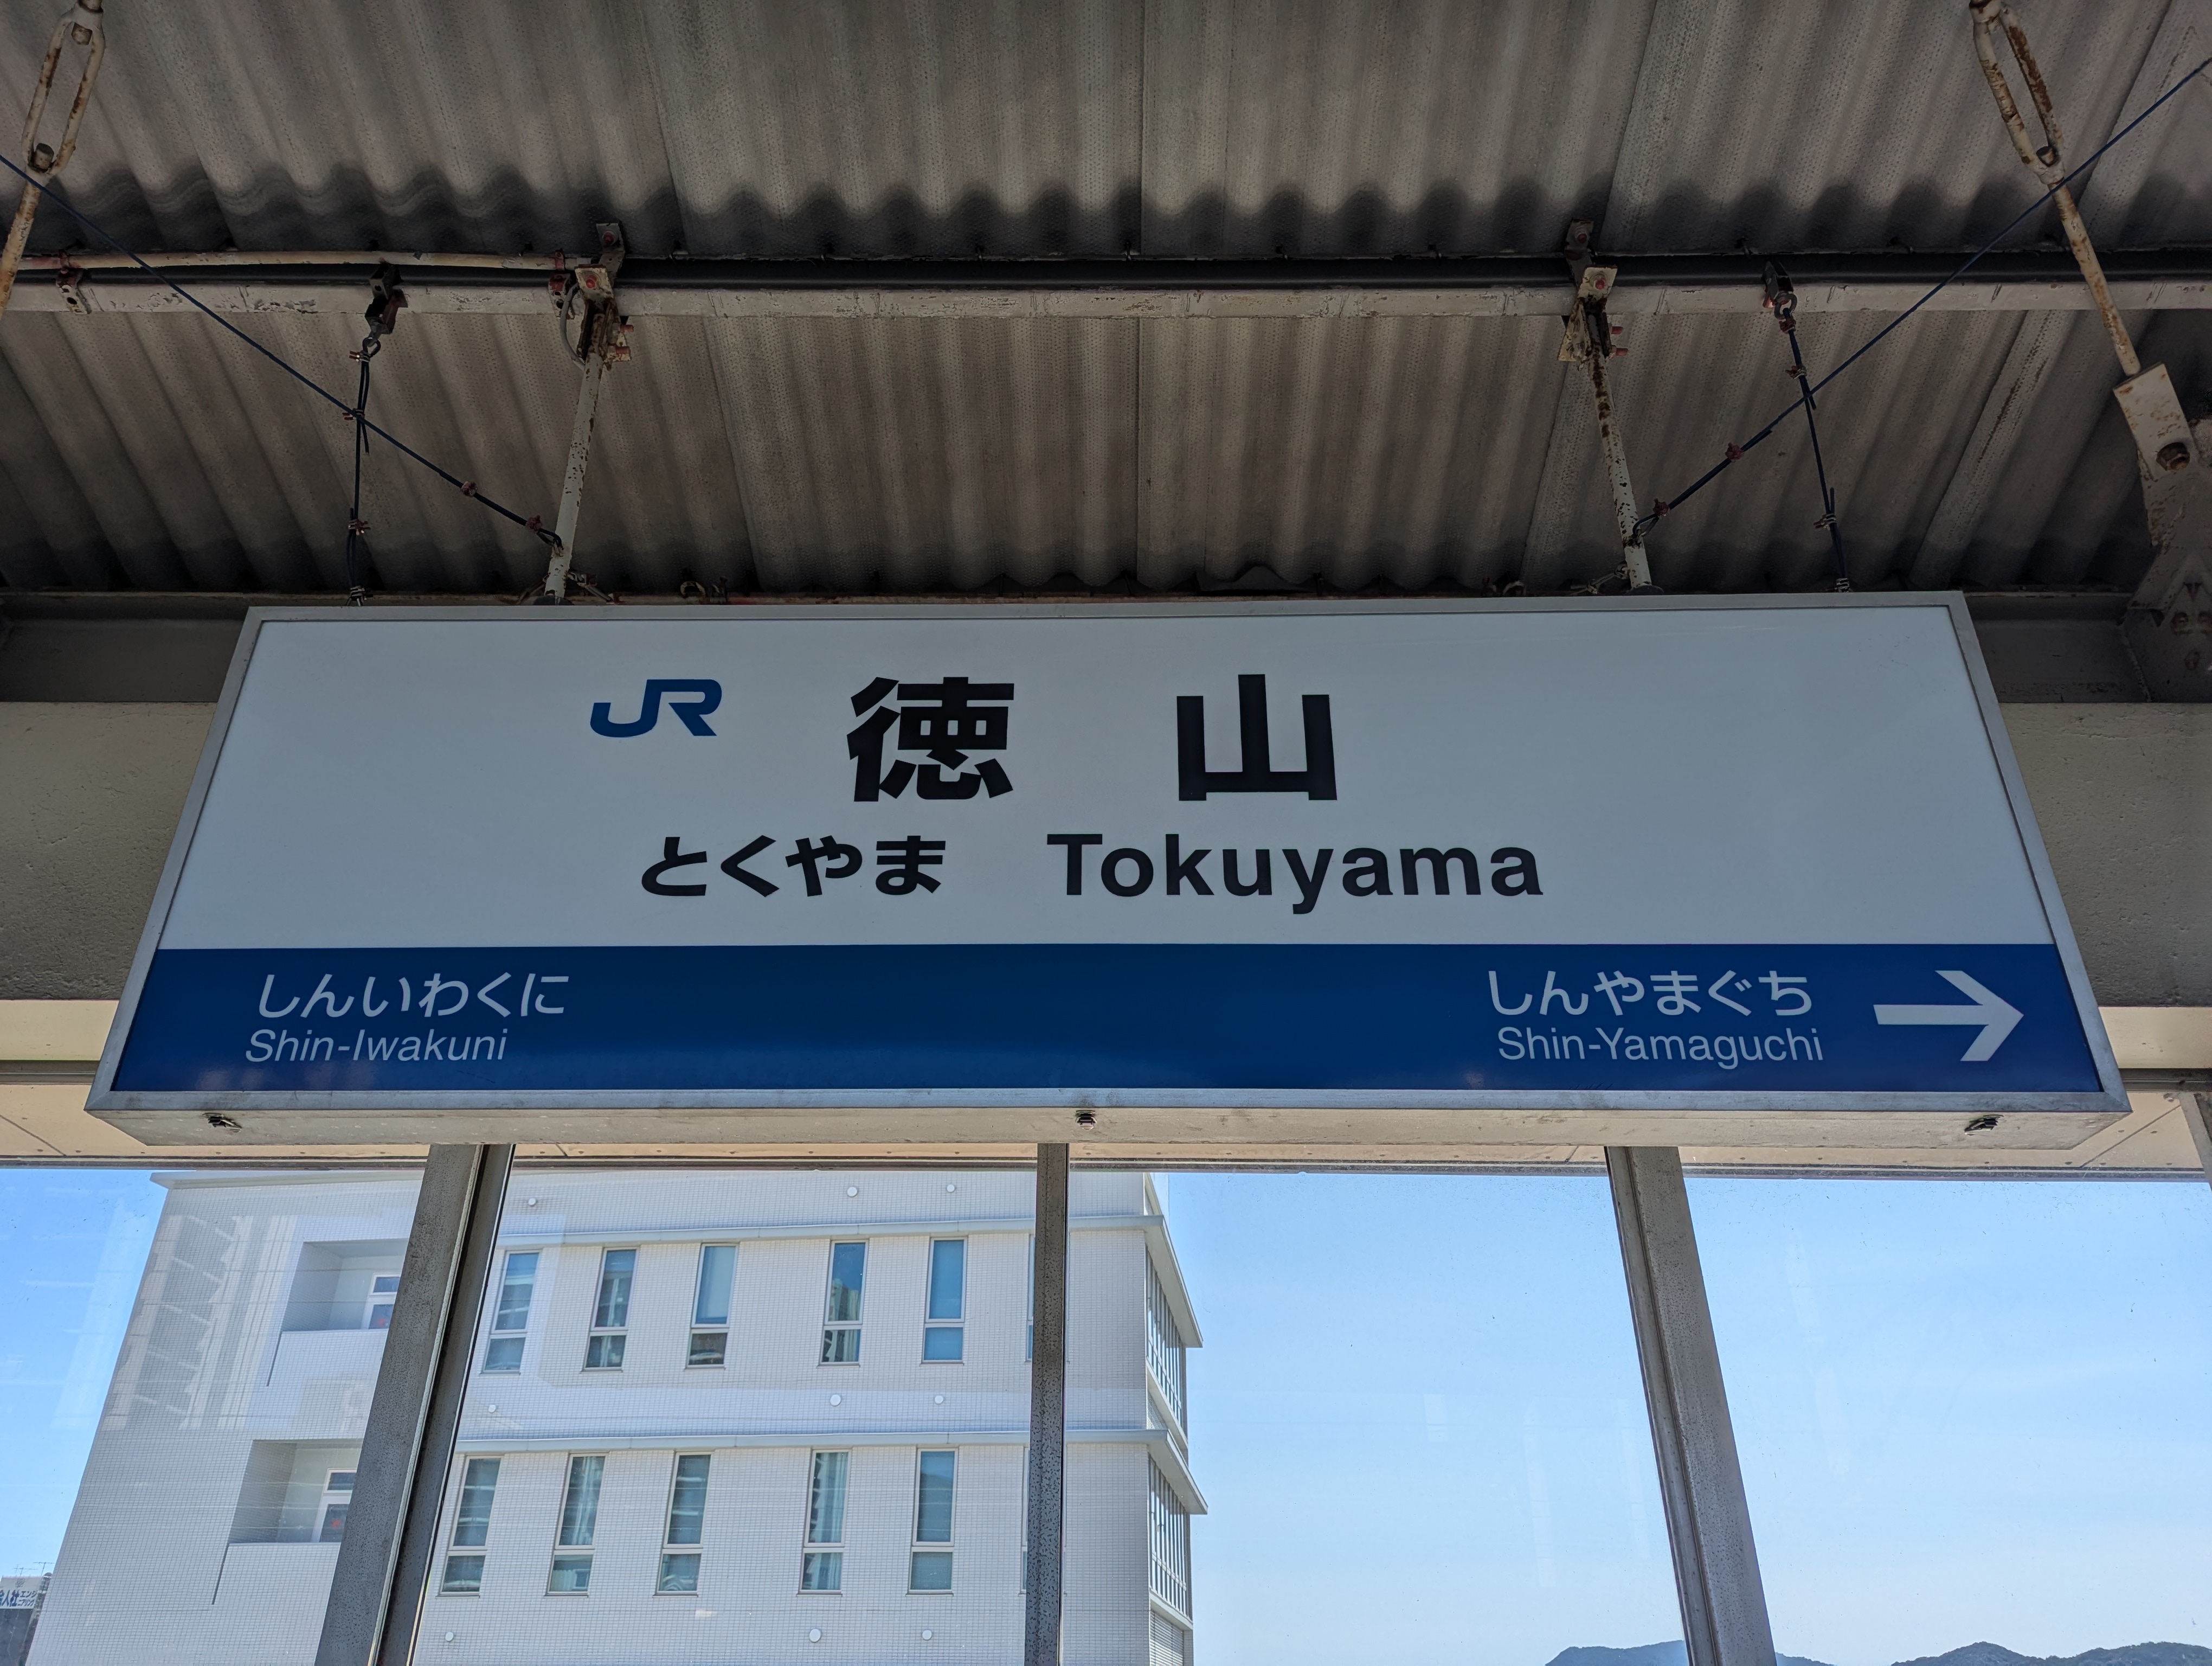 JR 徳山
とくやま Tokuyama
しんいわくに しんやまぐち →
Shin-Iwakuni Shin-Yamaguchi